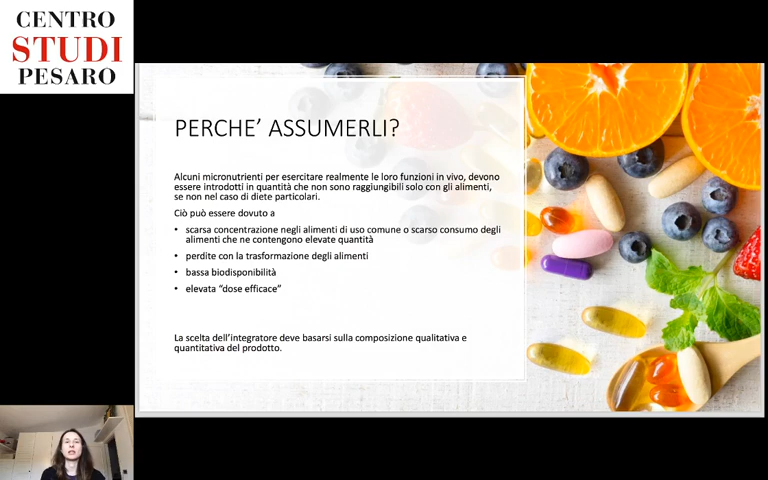 CENTRO
STUDI
PESARO
PERCHE’ ASSUMERLI?
Alcuni micronutrienti per esercitare realmente le loro funzioni in vivo, devono
essere introdotti in quantità che non sono raggiungibili solo con gli alimenti,
se non nel caso di diete particolari.
Ciò può essere dovuto a
• scarsa concentrazione negli alimenti di uso comune o scarso consumo degli
alimenti che ne contengono elevate quantità
• perdite con la trasformazione degli alimenti
• bassa biodisponibilità
• elevata “dose efficace”
La scelta dell’integratore deve basarsi sulla composizione qualitativa e
quantitativa del prodotto.